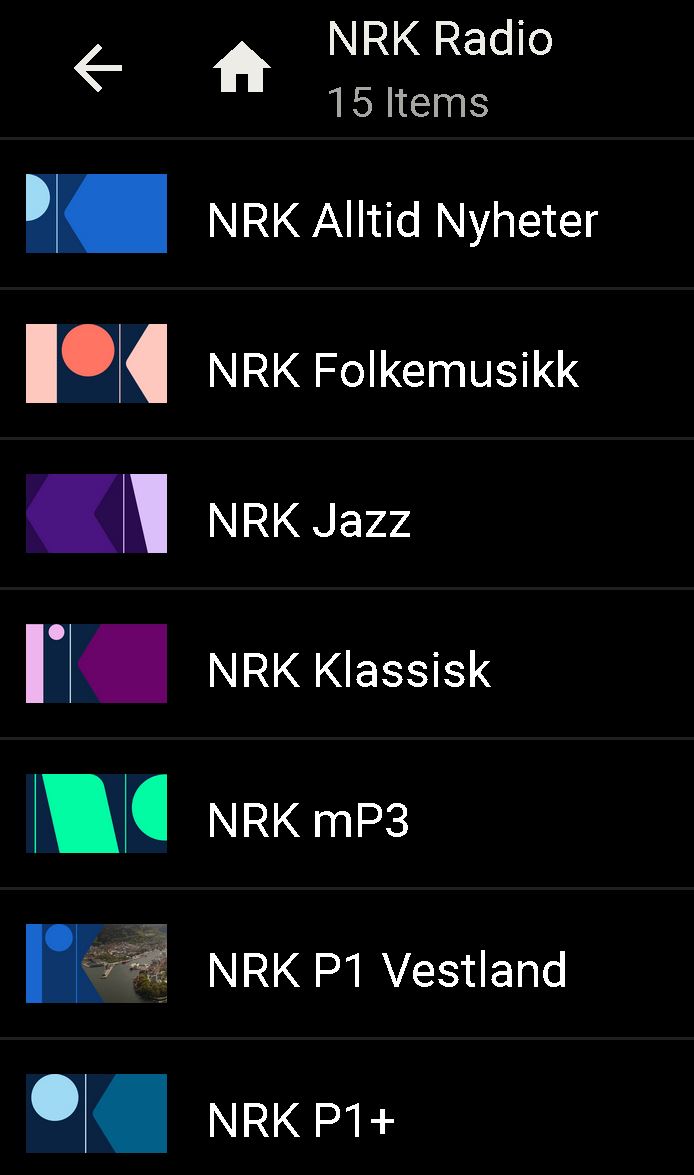 NRK Radio
15 Items
NRK Alltid Nyheter
NRK Folkemusikk
NRK Jazz
NRK Klassisk
NRK mP3
NRK P1 Vestland
NRK P1+